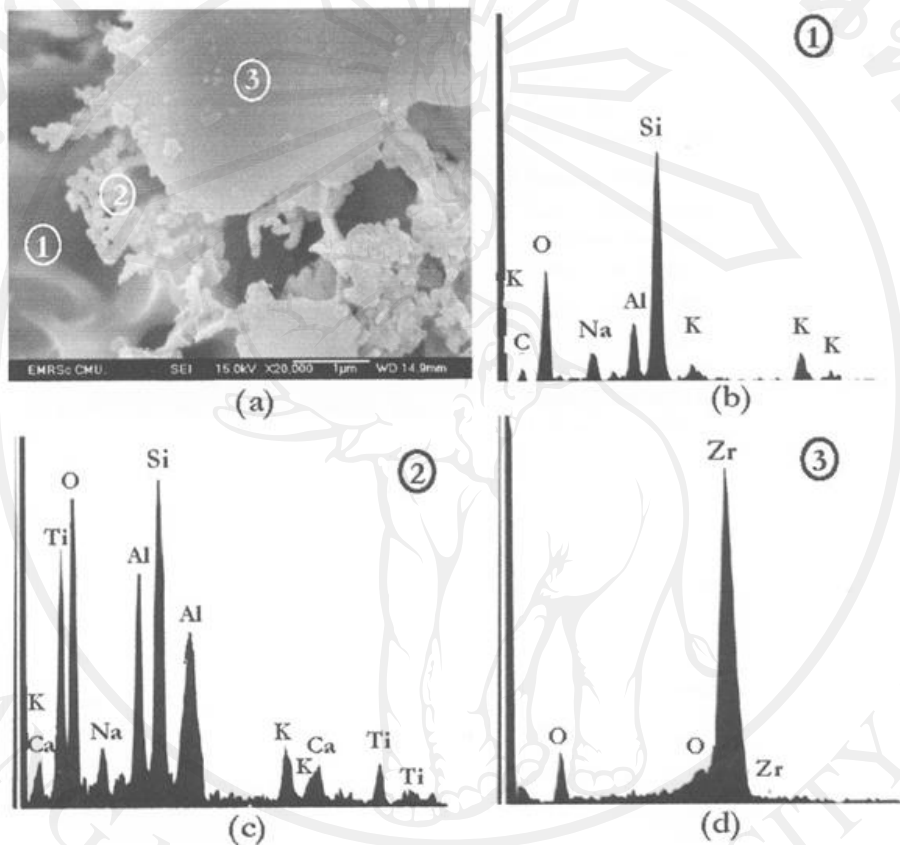 1
2
3
EMRSc CMU. SEI 15.0kV X20,000 1μm WD 14.9mm
(a)
1
Si
O
K
Al
C
Na
K
K
K
(b)
2
Si
O
Ti
Al
Al
K
Ca
Na
K
K
Ca
Ti
Ti
(c)
3
Zr
O
O
Zr
(d)
CITY